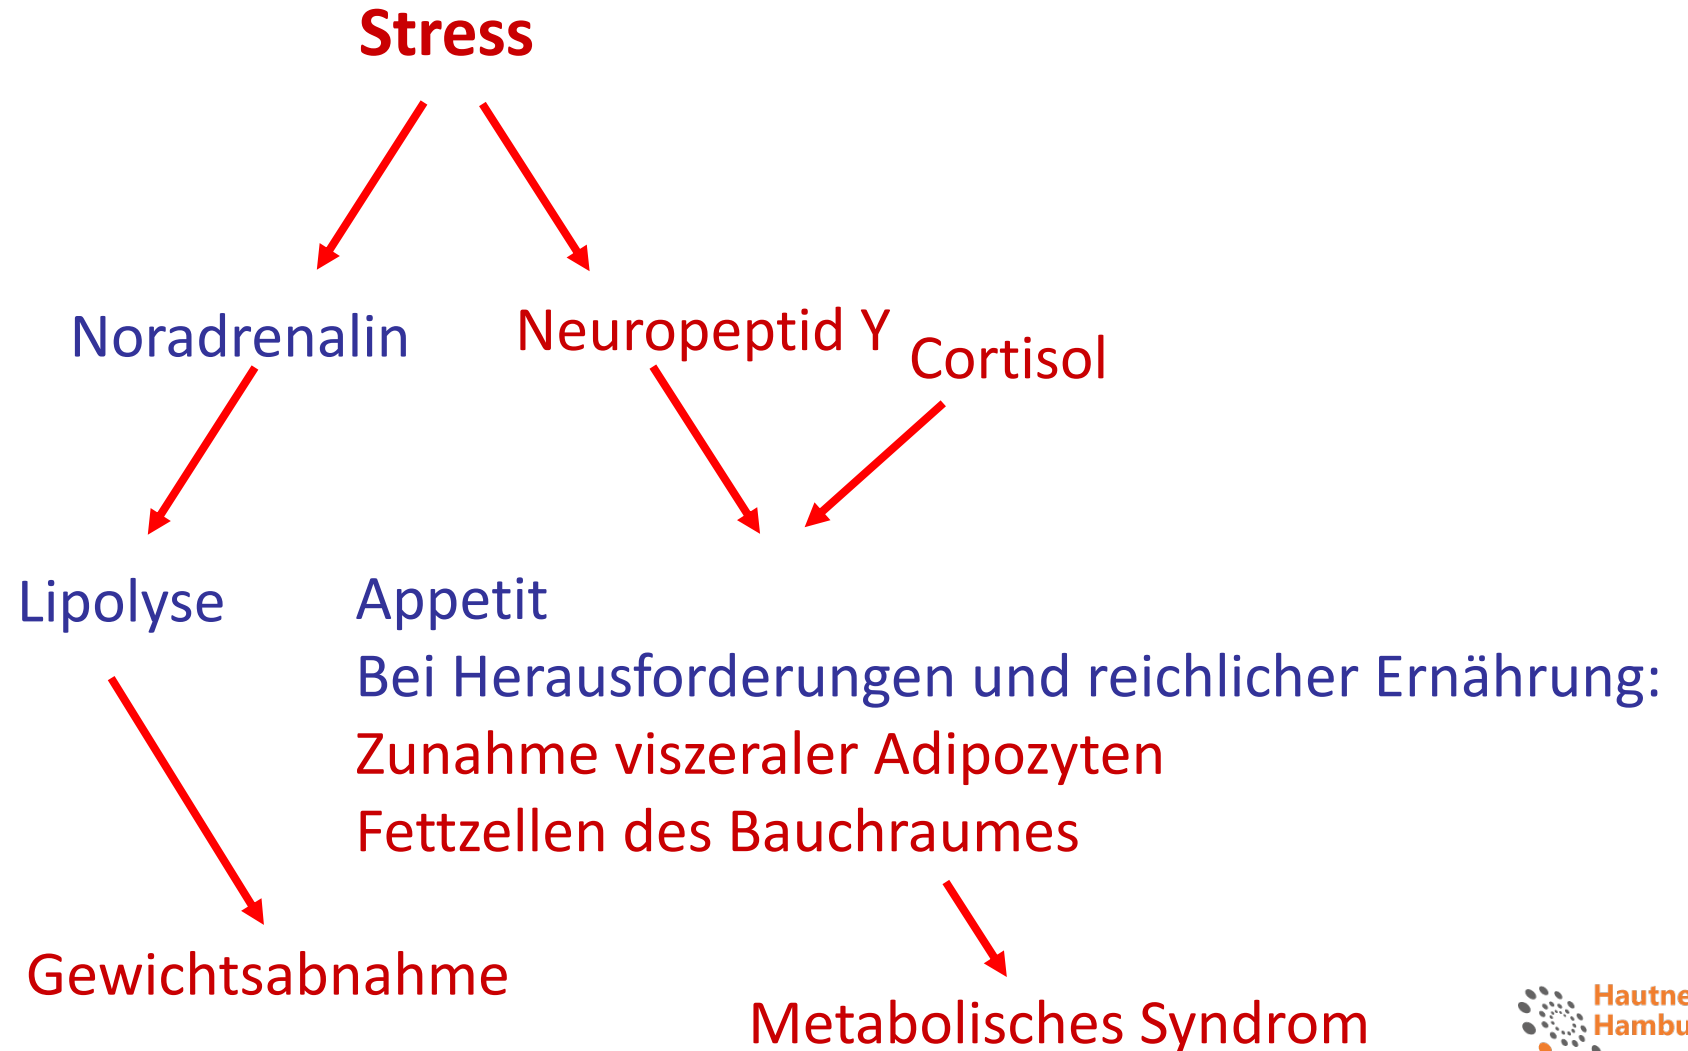 Stress
Noradrenalin
Neuropeptid Y
Cortisol
Lipolyse
Appetit
Bei Herausforderungen und reichlicher Ernährung:
Zunahme viszeraler Adipozyten
Fettzellen des Bauchraumes
Gewichtsabnahme
Metabolisches Syndrom